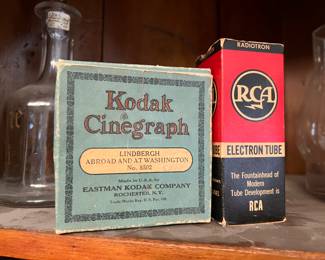 Kodak
Cinegraph
LINDBERGH
ABROAD AND AT WASHINGTON
No. 8502
Made in U.S.A. by
EASTMAN KODAK COMPANY
ROCHESTER, N.Y.
RADIOTRON
RCA
ELECTRON TUBE
The Fountainhead of
Modern
Tube Development is
RCA